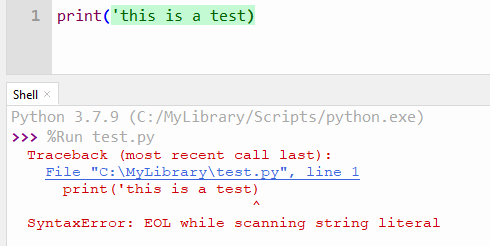 1 print('this is a test)
Shell ×
Python 3.7.9 (C:/MyLibrary/Scripts/python.exe)
>>> %Run test.py
Traceback (most recent call last):
File "C:\MyLibrary\test.py", line 1
print('this is a test)
^
SyntaxError: EOL while scanning string literal